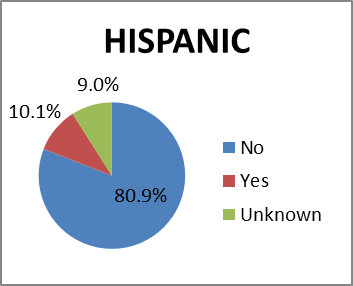 HISPANIC
9.0%
10.1%
80.9%
No
Yes
Unknown